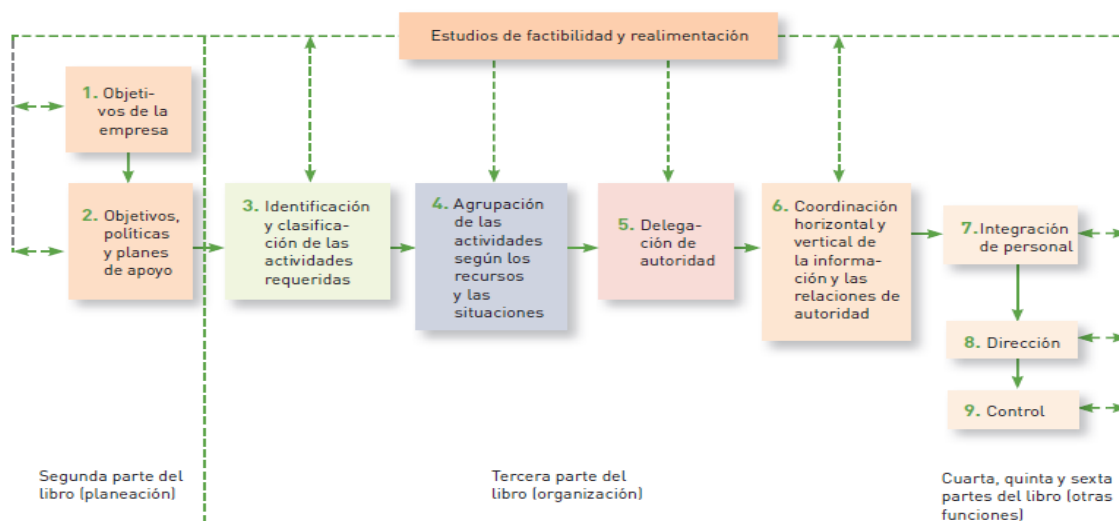 Estudios de factibilidad y realimentación
1. Objeti-
vos de la
empresa
2. Objetivos,
políticas
y planes
de apoyo
3. Identificación
y clasifica-
ción de las
actividades
requeridas
4. Agrupación
de las
actividades
según los
recursos
y las
situaciones
5. Delega-
ción de
autoridad
6. Coordinación
horizontal y
vertical de
la informa-
ción y las
relaciones de
autoridad
7. Integración
de personal
8. Dirección
9. Control
Segunda parte del
libro (planeación)
Tercera parte del
libro (organización)
Cuarta, quinta y sexta
partes del libro (otras
funciones)